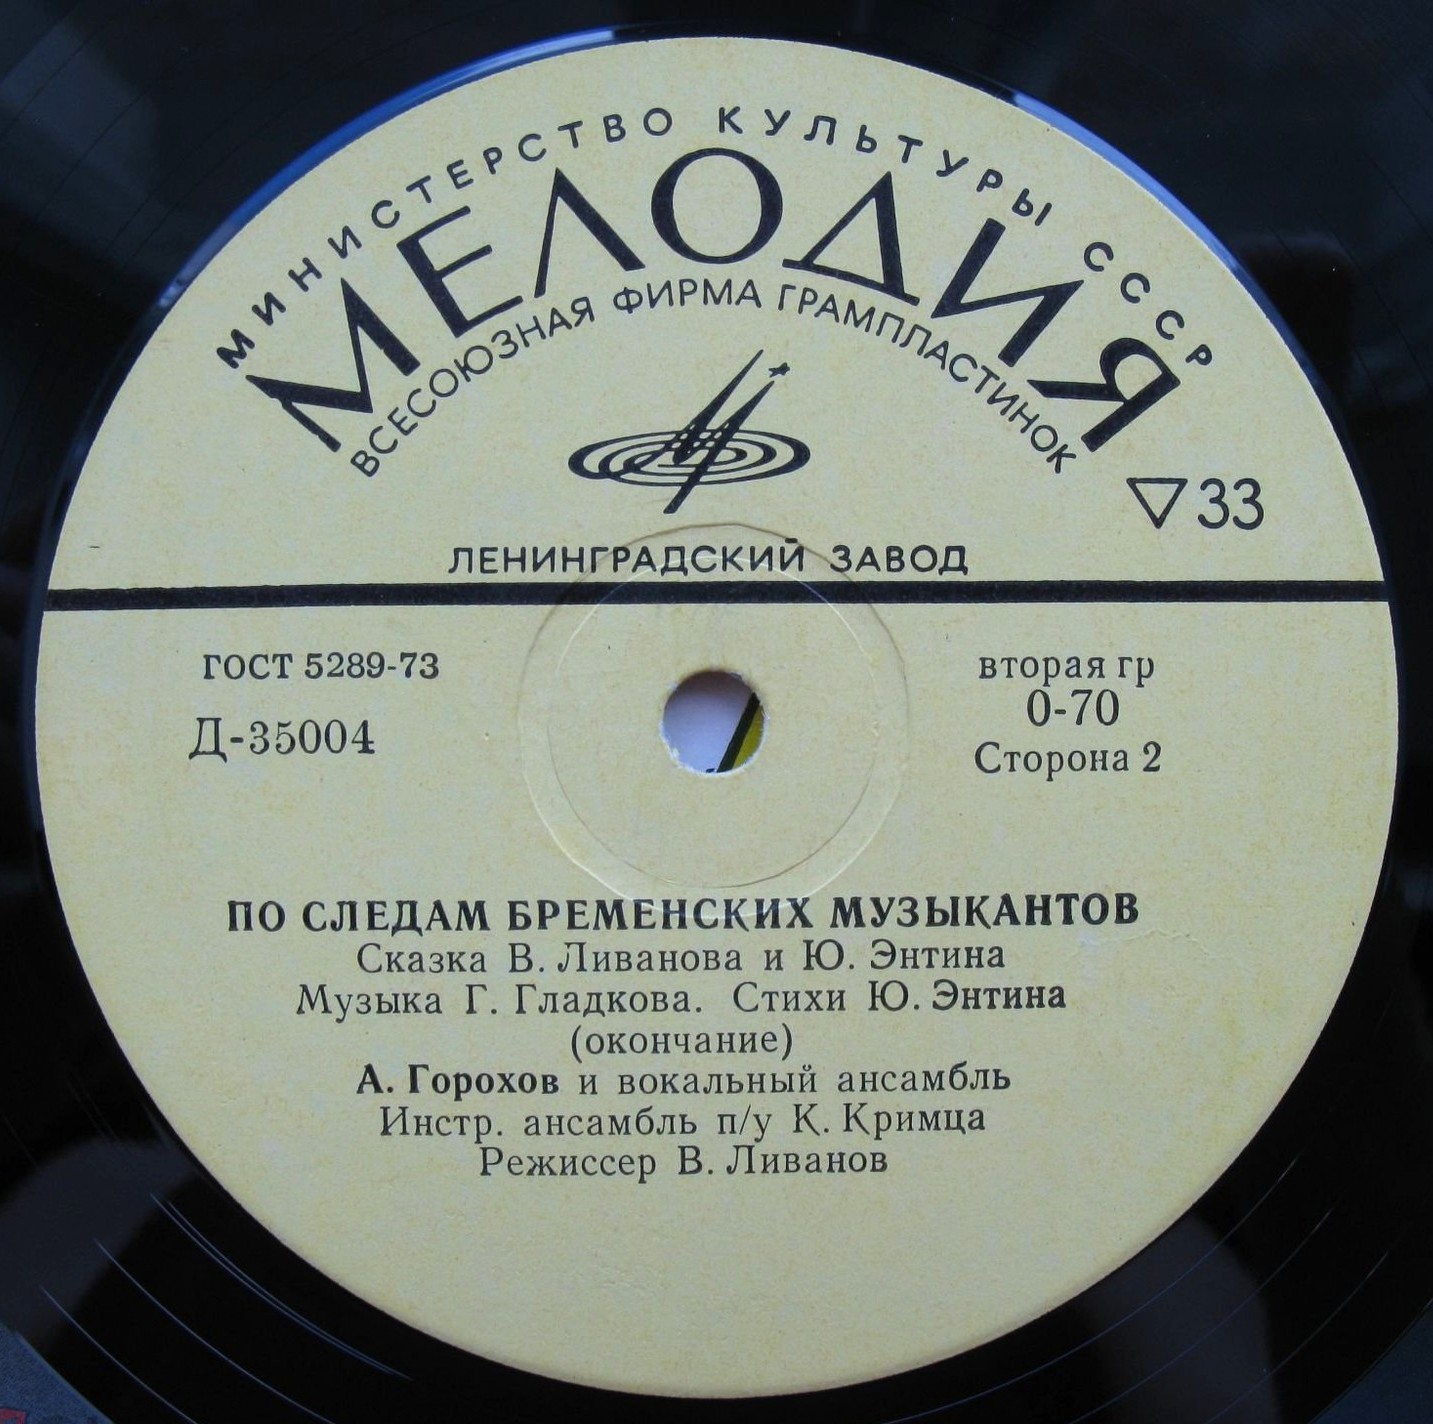 МИНИСТЕРСТВО КУЛЬТУРЫ СССР
МЕЛОДИЯ
ВСЕСОЮЗНАЯ ФИРМА ГРАМПЛАСТИНОК
▽33
ЛЕНИНГРАДСКИЙ ЗАВОД
ГОСТ 5289-73
Д-35004
вторая гр
0-70
Сторона 2
ПО СЛЕДАМ БРЕМЕНСКИХ МУЗЫКАНТОВ
Сказка В. Ливанова и Ю. Энтина
Музыка Г. Гладкова. Стихи Ю. Энтина
(окончание)
А. Горохов и вокальный ансамбль
Инстр. ансамбль п/у К. Кримца
Режиссер В. Ливанов